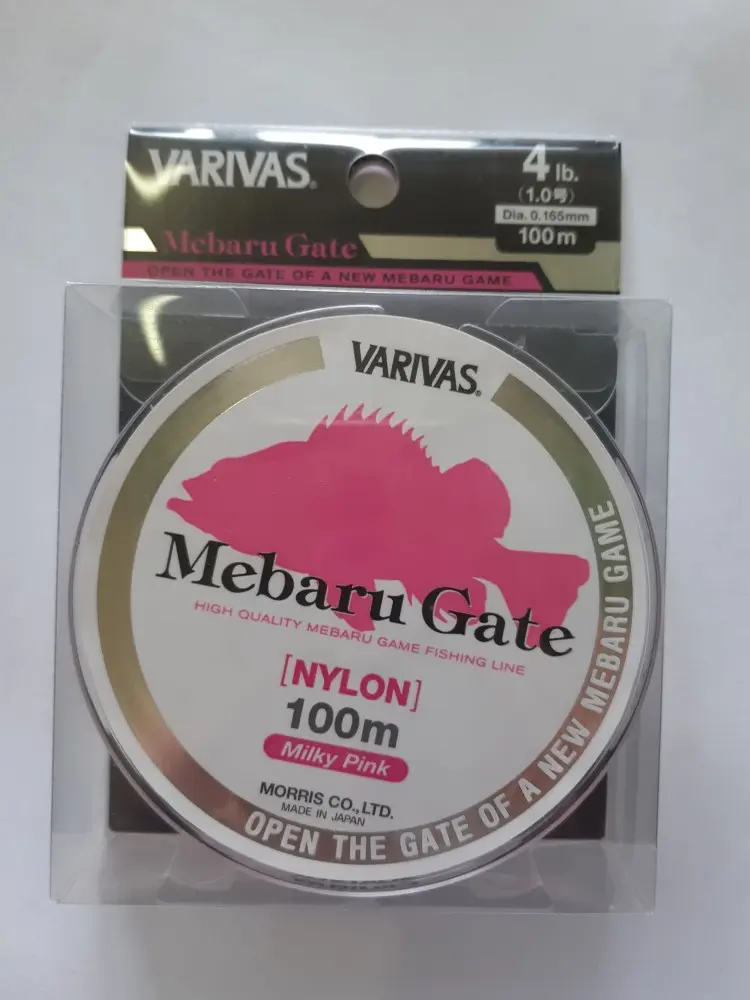 VARIVAS®
4 lb.
(1.0号)
Dia. 0.165mm
100m
Mebaru Gate
OPEN THE GATE OF A NEW MEBARU GAME
VARIVAS®
Mebaru Gate
HIGH QUALITY MEBARU GAME FISHING LINE
[NYLON]
100m
Milky Pink
MORRIS CO., LTD.
MADE IN JAPAN
OPEN THE GATE OF A NEW MEBARU GAME